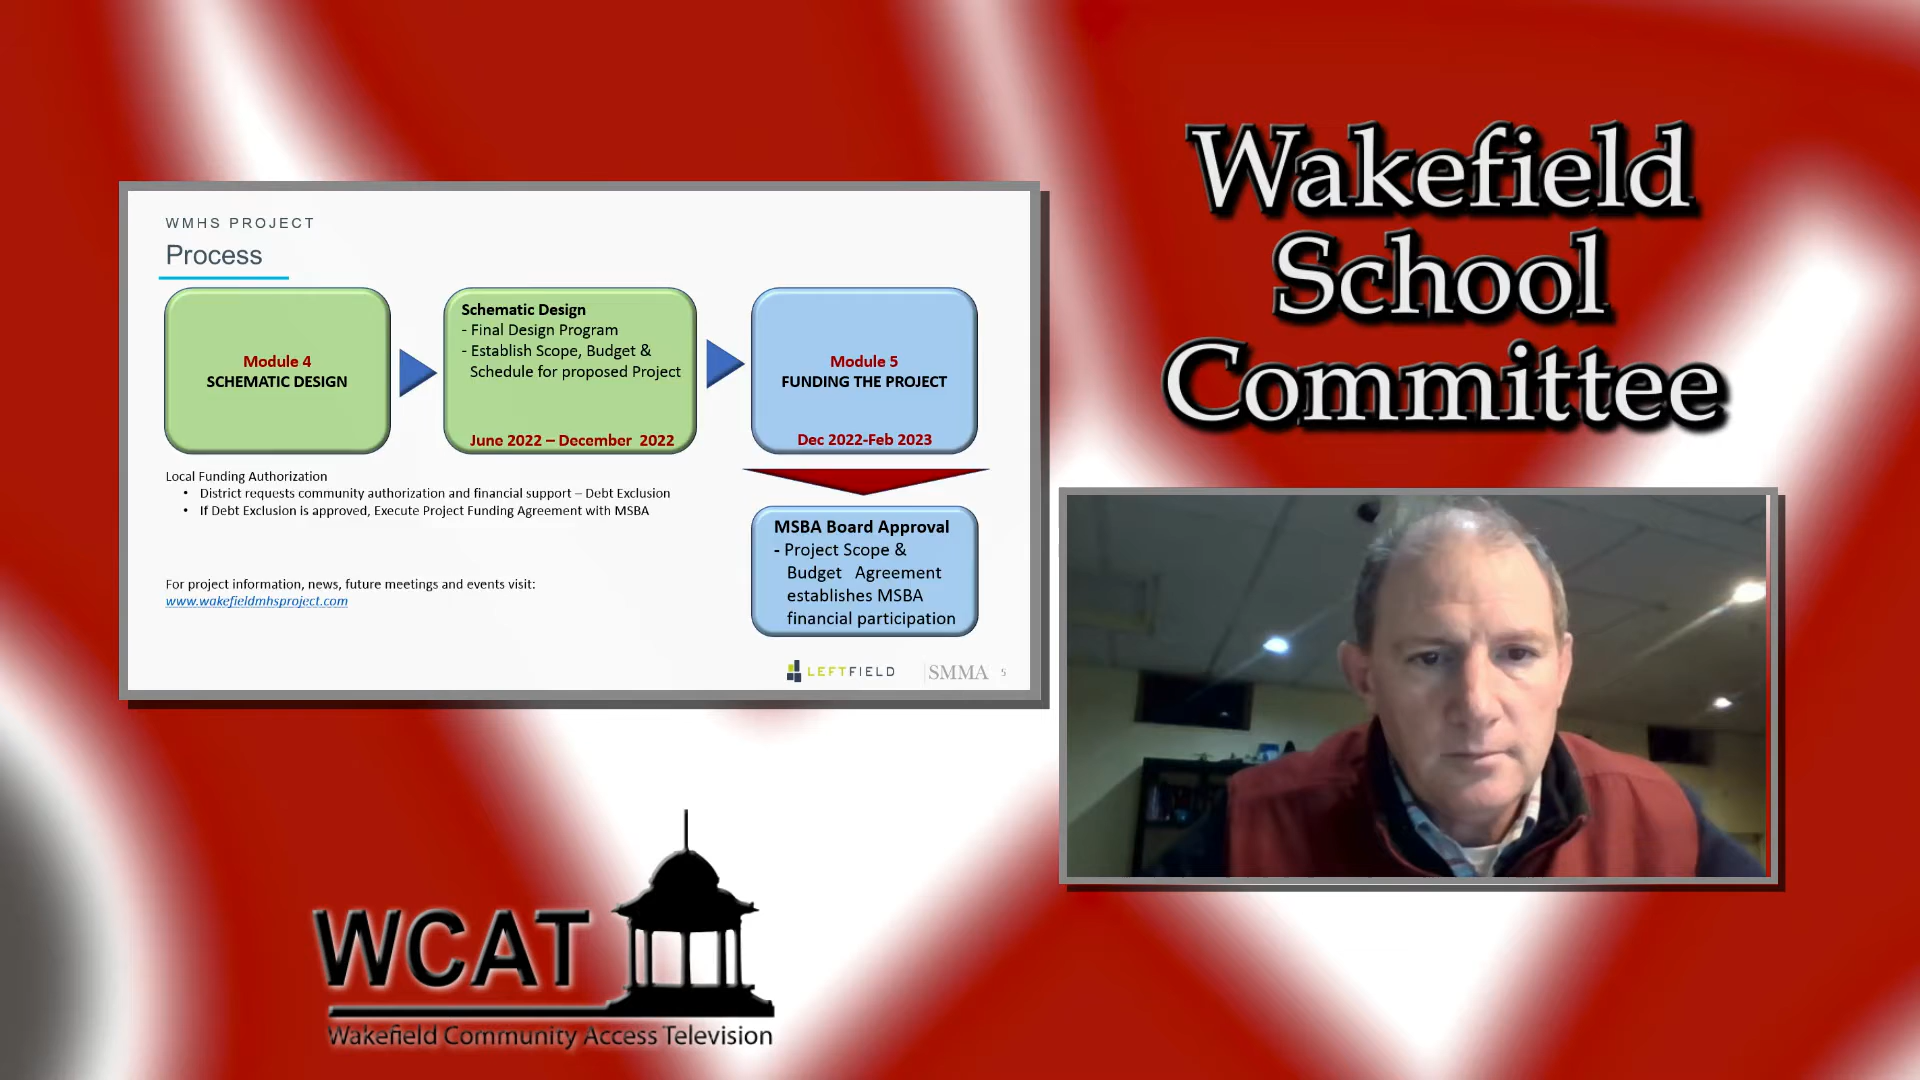 WMHS PROJECT
Process
Module 4
SCHEMATIC DESIGN
Schematic Design
- Final Design Program
- Establish Scope, Budget &
Schedule for proposed Project
June 2022 – December 2022
Module 5
FUNDING THE PROJECT
Dec 2022-Feb 2023
Local Funding Authorization
• District requests community authorization and financial support – Debt Exclusion
• If Debt Exclusion is approved, Execute Project Funding Agreement with MSBA
MSBA Board Approval
- Project Scope &
Budget Agreement
establishes MSBA
financial participation
For project information, news, future meetings and events visit:
www.wakefieldmhsproject.com
LEFTFIELD
SMMA
5
Wakefield
School
Committee
WCAT
Wakefield Community Access Television